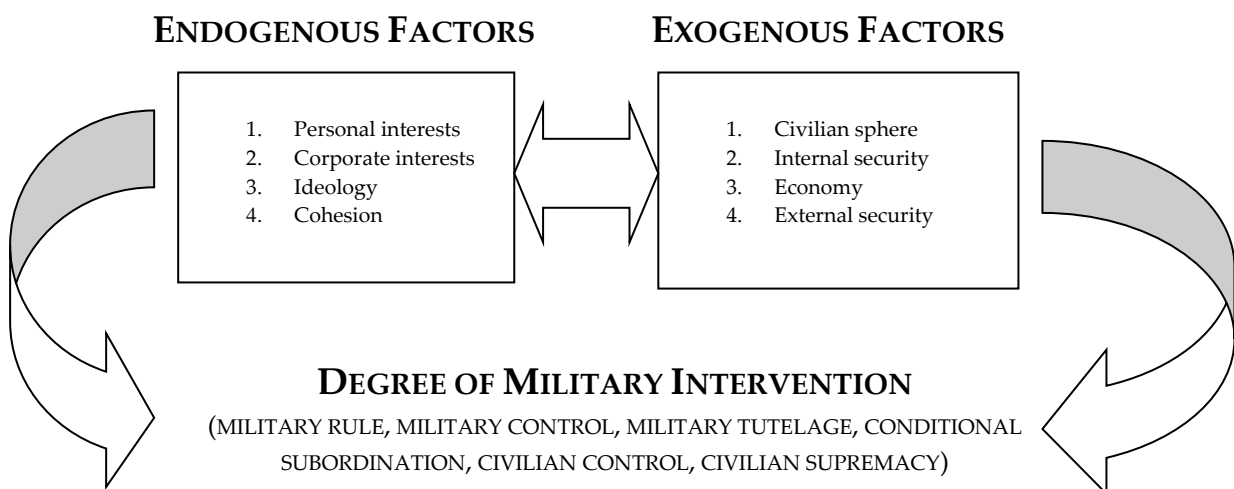 ENDOGENOUS FACTORS
EXOGENOUS FACTORS
1. Personal interests
2. Corporate interests
3. Ideology
4. Cohesion
1. Civilian sphere
2. Internal security
3. Economy
4. External security
DEGREE OF MILITARY INTERVENTION
(MILITARY RULE, MILITARY CONTROL, MILITARY TUTELAGE, CONDITIONAL
SUBORDINATION, CIVILIAN CONTROL, CIVILIAN SUPREMACY)